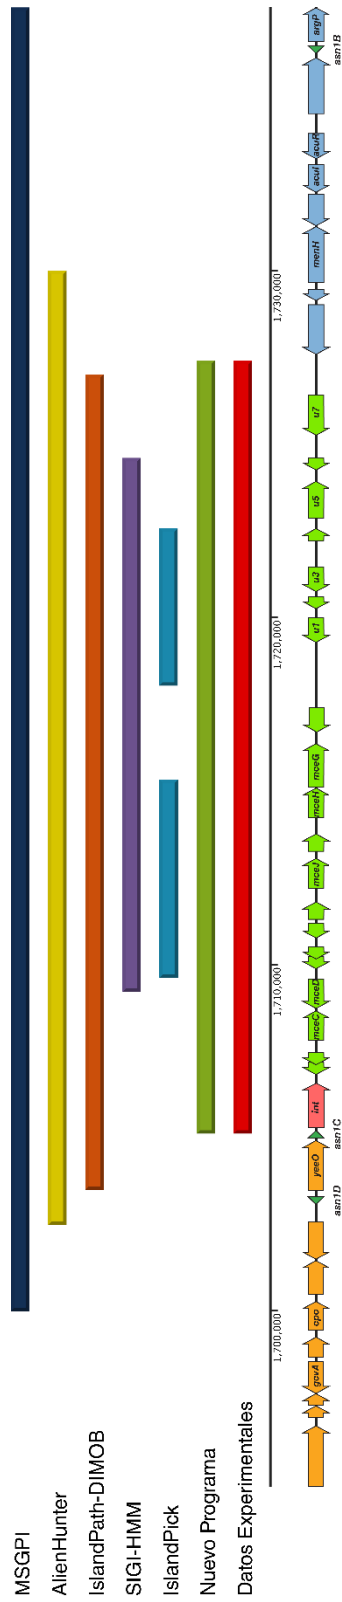 MSGPI
AlienHunter
IslandPath-DIMOB
SIGI-HMM
IslandPick
Nuevo Programa
Datos Experimentales
1,700,000
1,710,000
1,720,000
1,730,000
gcvA
cpo
asn1D
yeeO
asn1C
int
mceC
mceD
mceJ
mceH
mceG
u1
u3
u5
u7
menH
acuI
acuR
asn1B
argP